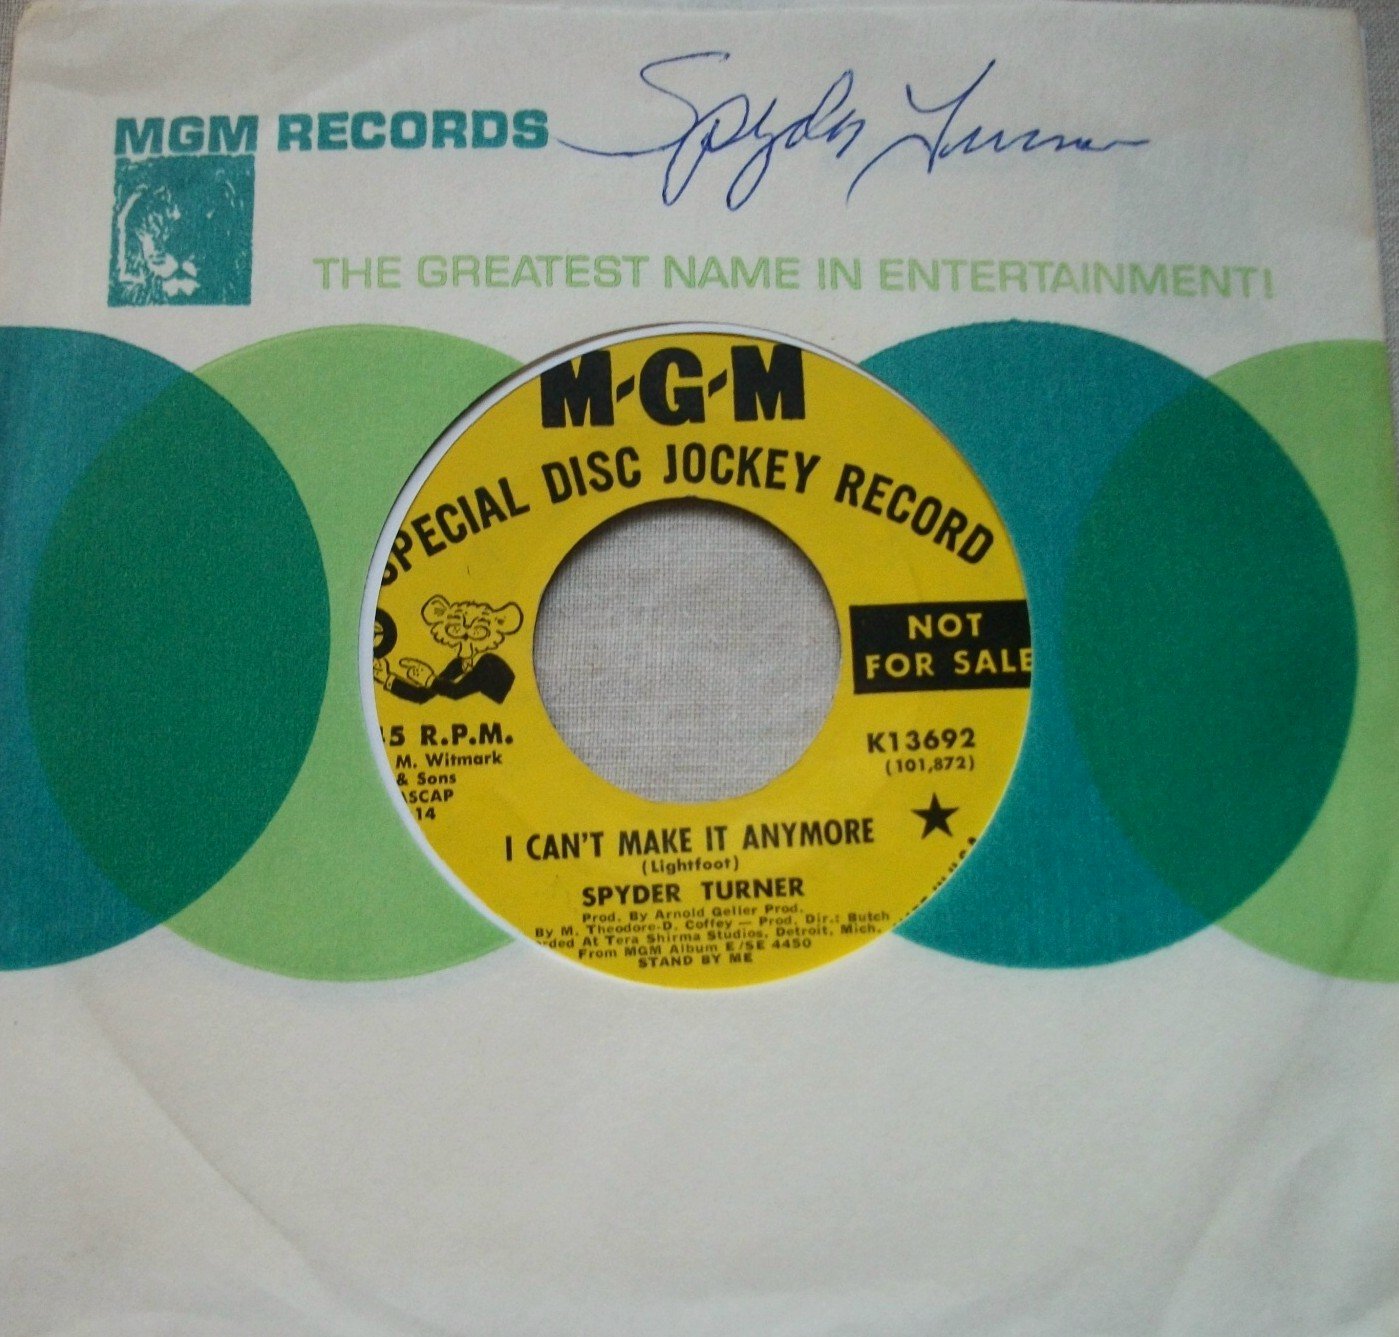 MGM RECORDS
Spyder Turner
THE GREATEST NAME IN ENTERTAINMENT!
M-G-M
SPECIAL DISC JOCKEY RECORD
NOT
FOR SALE
45 R.P.M.
M. Witmark
& Sons
ASCAP
14
K13692
(101,872)
I CAN'T MAKE IT ANYMORE
(Lightfoot)
SPYDER TURNER
Prod. By Arnold Geller Prod.
By M. Theodore-D. Coffey — Prod. Dir.: Butch
rded At Tera Shirma Studios, Detroit, Mich.
From MGM Album E/SE 4450
STAND BY ME